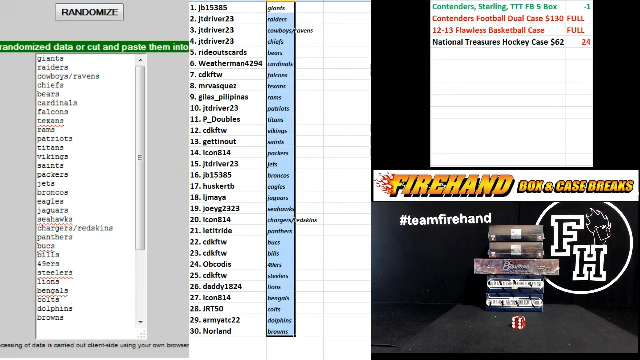 RANDOMIZE
randomized data or cut and paste them into
giants
raiders
cowboys/ravens
chiefs
bears
cardinals
falcons
texans
rams
patriots
titans
vikings
saints
packers
jets
broncos
eagles
jaguars
seahawks
chargers/redskins
panthers
bucs
bills
49ers
steelers
lions
bengals
colts
dolphins
browns
ocessing of data is carried out client-side using your own browser
1. jb15385 giants
2. jtdriver23 raiders
3. jtdriver23 cowboys/ravens
4. jtdriver23 chiefs
5. rideoutscards bears
6. Weatherman4294 cardinals
7. cdkftw falcons
8. mrvasquez texans
9. gilas_pilipinas rams
10. jtdriver23 patriots
11. P_Doubles titans
12. cdkftw vikings
13. gettinout saints
14. Icon814 packers
15. jtdriver23 jets
16. jb15385 broncos
17. huskertb eagles
18. ljmaya jaguars
19. joeyg2323 seahawks
20. Icon814 chargers/redskins
21. letitride panthers
22. cdkftw bucs
23. cdkftw bills
24. Obcodis 49ers
25. cdkftw steelers
26. daddy1824 lions
27. Icon814 bengals
28. JRT50 colts
29. armyatc22 dolphins
30. Norland browns
Contenders, Sterling, TTT FB 5 Box -1
Contenders Football Dual Case $130 FULL
12-13 Flawless Basketball Case FULL
National Treasures Hockey Case $62 24
FIREHAND BOX & CASE BREAKS
#teamfirehand
FH